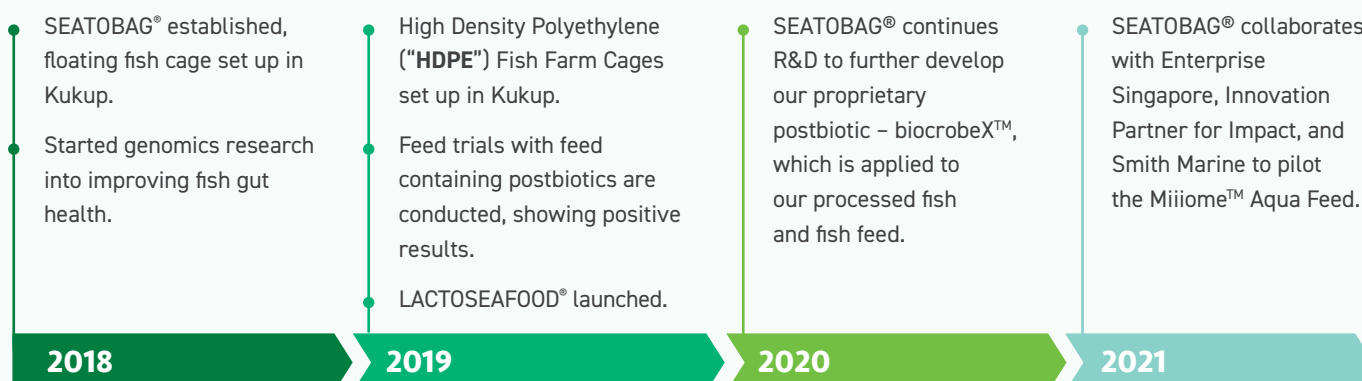 SEATOBAG® established,
floating fish cage set up in
Kukup.
Started genomics research
into improving fish gut
health.
2018
High Density Polyethylene
(“HDPE”) Fish Farm Cages
set up in Kukup.
Feed trials with feed
containing postbiotics are
conducted, showing positive
results.
LACTOSEAFOOD® launched.
2019
SEATOBAG® continues
R&D to further develop
our proprietary
postbiotic – biocrobeX™,
which is applied to
our processed fish
and fish feed.
2020
SEATOBAG® collaborates
with Enterprise
Singapore, Innovation
Partner for Impact, and
Smith Marine to pilot
the Miiiome™ Aqua Feed.
2021